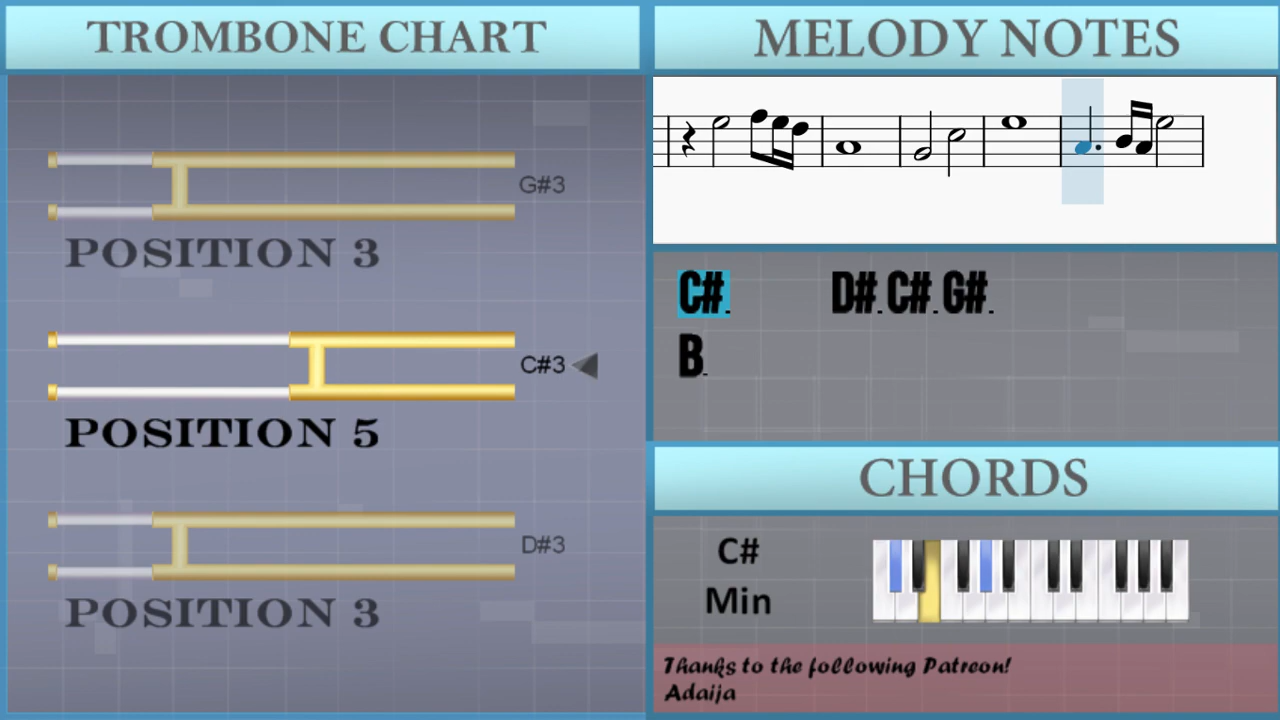 TROMBONE CHART
G#3
POSITION 3
C#3
POSITION 5
D#3
POSITION 3
MELODY NOTES
C#. D#. C#. G#.
B.
CHORDS
C#
Min
Thanks to the following Patreon!
Adaija